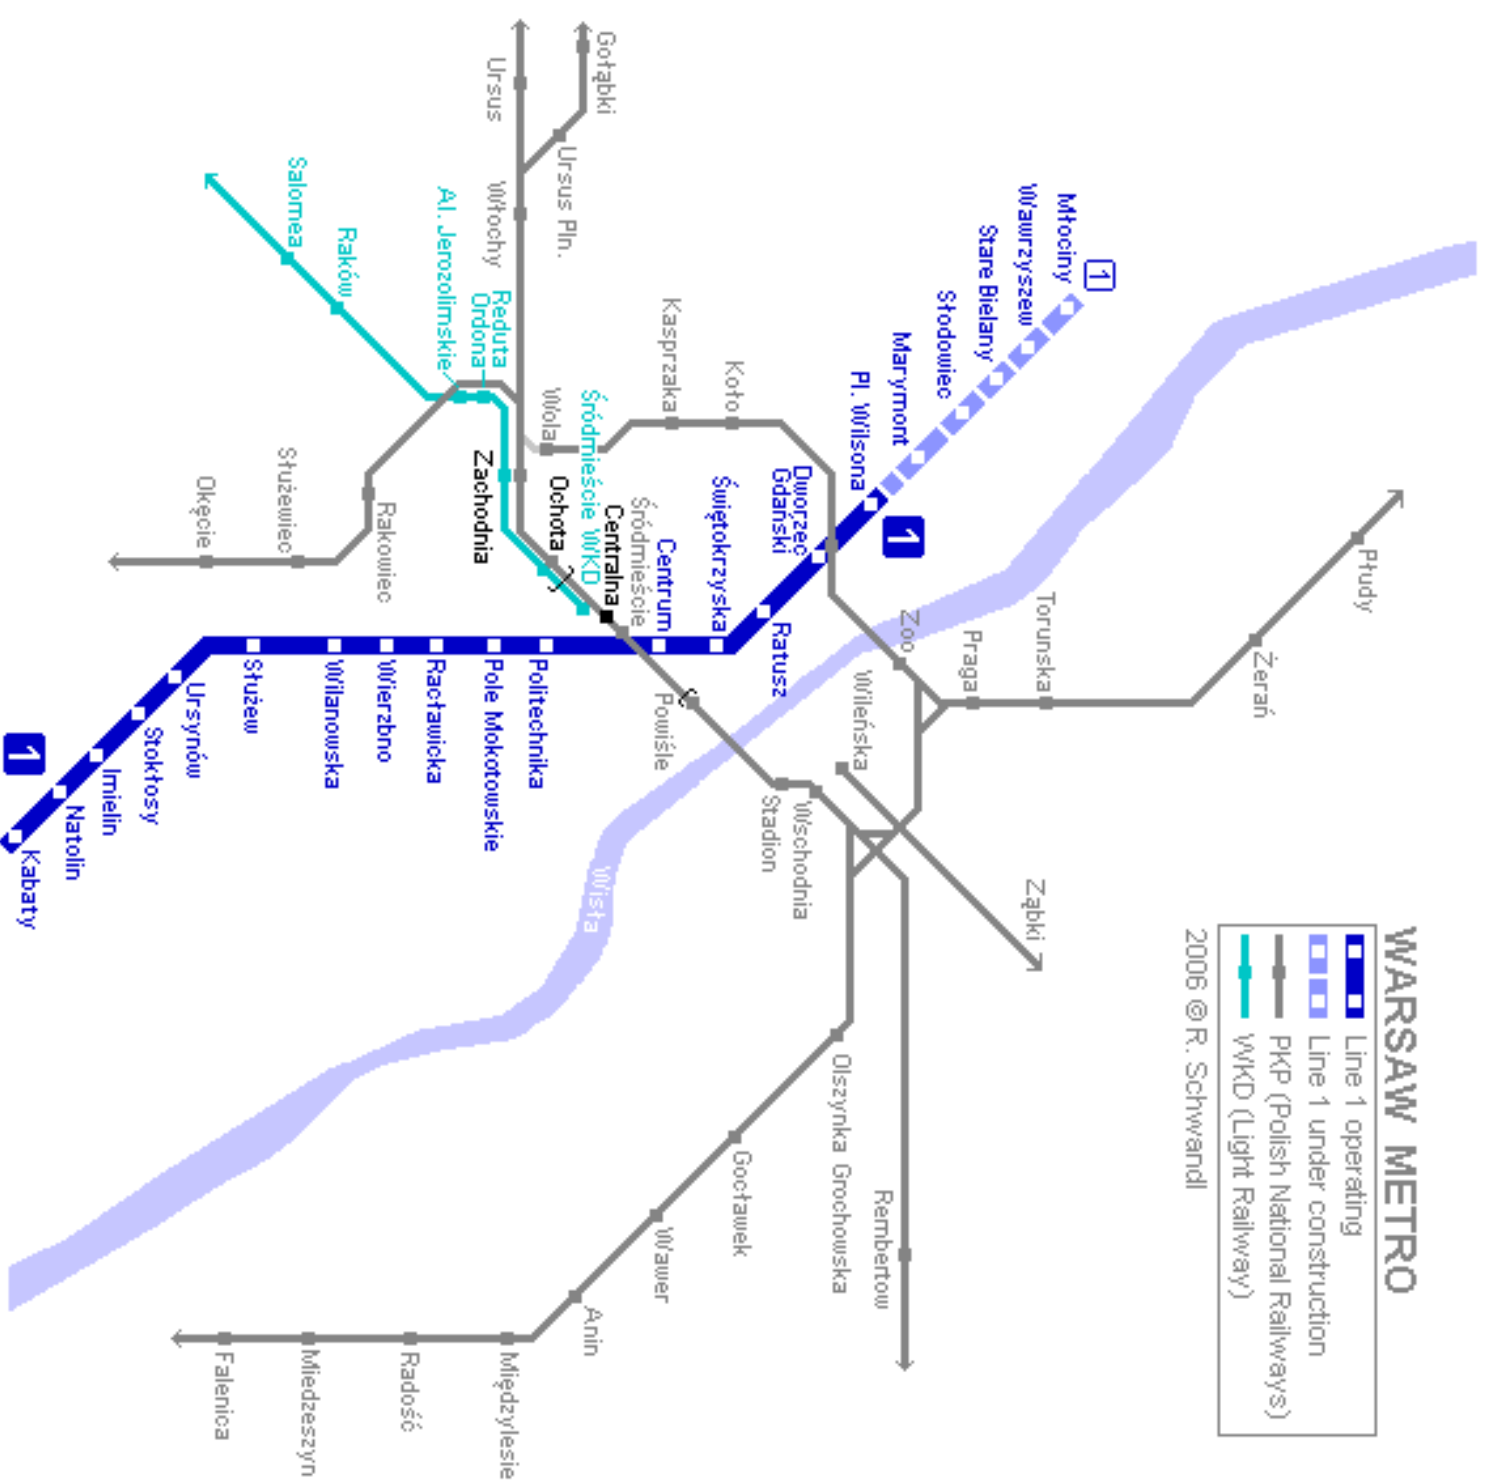 WARSAW METRO
Line 1 operating
Line 1 under construction
PKP (Polish National Railways)
WKD (Light Railway)
2006 © R. Schwandl
1
Młociny
Wawrzyszew
Stare Bielany
Słodowiec
Marymont
Pl. Wilsona
1
Dworzec
Gdański
Ratusz
Świętokrzyska
Centrum
Politechnika
Pole Mokotowskie
Racławicka
Wierzbno
Wilanowska
Służew
Ursynów
Stokłosy
Imielin
Natolin
Kabaty
1
Płudy
Żerań
Torunska
Praga
Zoo
Wileńska
Ząbki
Koło
Kasprzaka
Wola
Gołąbki
Ursus Płn.
Ursus
Włochy
Zachodnia
Ochota
Centralna
Śródmieście
Śródmieście WKD
Reduta
Ordona
Al. Jerozolimskie
Raków
Salomea
Rakowiec
Służewiec
Okęcie
Powiśle
Stadion
Wschodnia
Wisła
Rembertow
Olszynka Grochowska
Gocławek
Wawer
Anin
Międzylesie
Radość
Miedzeszyn
Falenica